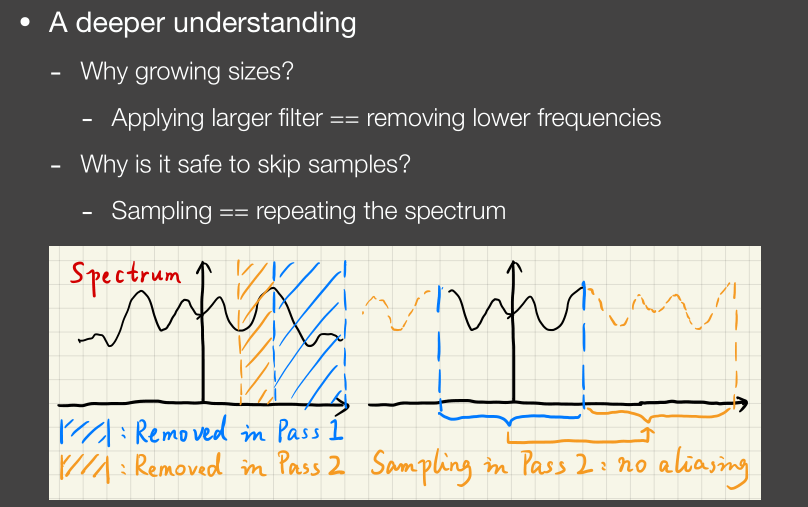 • A deeper understanding
- Why growing sizes?
- Applying larger filter == removing lower frequencies
- Why is it safe to skip samples?
- Sampling == repeating the spectrum
Spectrum
: Removed in Pass 1
: Removed in Pass 2
Sampling in Pass 2: no aliasing